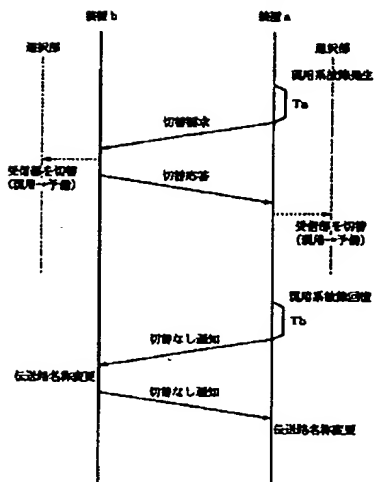 装置b
装置a
選択部
選択部
現用系故障発生
Ta
切替要求
受信部を切替
(現用→予備)
切替応答
受信部を切替
(現用→予備)
現用系故障回復
Tb
切替なし通知
伝送路名称変更
切替なし通知
伝送路名称変更